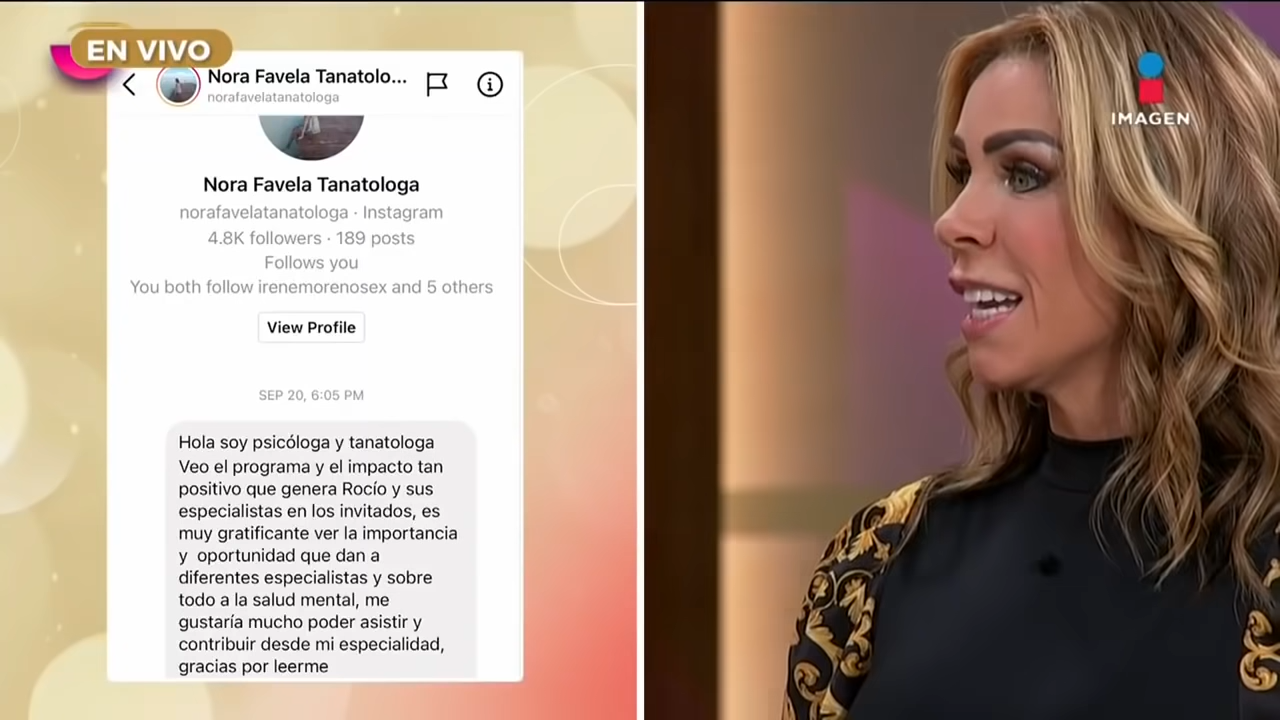 EN VIVO
Nora Favela Tanatolo...
norafavelatanatologa
Nora Favela Tanatologa
norafavelatanatologa · Instagram
4.8K followers · 189 posts
Follows you
You both follow irenemorenosex and 5 others
View Profile
SEP 20, 6:05 PM
Hola soy psicóloga y tanatologa
Veo el programa y el impacto tan
positivo que genera Rocío y sus
especialistas en los invitados, es
muy gratificante ver la importancia
y oportunidad que dan a
diferentes especialistas y sobre
todo a la salud mental, me
gustaría mucho poder asistir y
contribuir desde mi especialidad,
gracias por leerme
IMAGEN